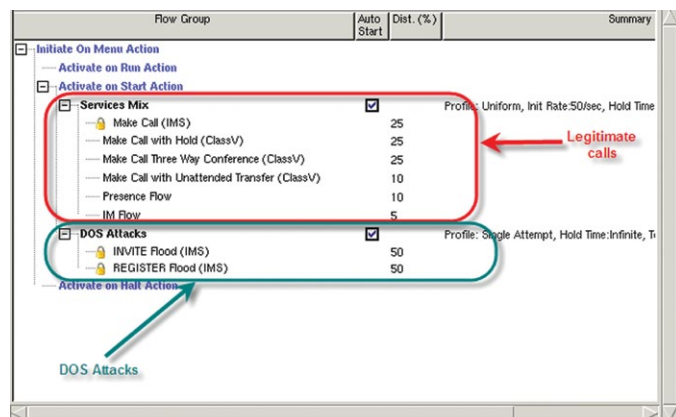 Flow Group Auto Start Dist. (%) Summary
Initiate On Menu Action
Activate on Run Action
Activate on Start Action
Services Mix Profile: Uniform, Init Rate:50/sec, Hold Time
Make Call (IMS) 25
Make Call with Hold (ClassV) 25
Make Call Three Way Conference (ClassV) 25
Make Call with Unattended Transfer (ClassV) 10
Presence Flow 10
IM Flow 5
Legitimate
calls
DOS Attacks Profile: Single Attempt, Hold Time:Infinite, T
INVITE Flood (IMS) 50
REGISTER Flood (IMS) 50
Activate on Halt Action
DOS Attacks